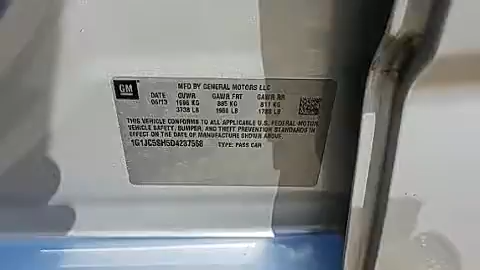 GM
MFD BY GENERAL MOTORS LLC
DATE GVWR GAWR FRT GAWR RR
06/13 1696 KG 885 KG 811 KG
3738 LB 1950 LB 1788 LB
THIS VEHICLE CONFORMS TO ALL APPLICABLE U.S. FEDERAL MOTOR
VEHICLE SAFETY, BUMPER, AND THEFT PREVENTION STANDARDS IN
EFFECT ON THE DATE OF MANUFACTURE SHOWN ABOVE.
1G1JC5SH5D4237568 TYPE: PASS CAR